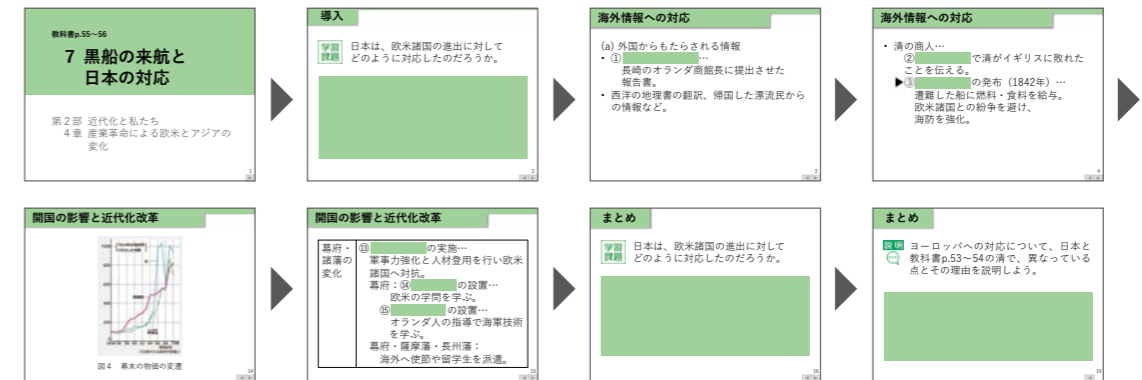 教科書p.55～56
7 黒船の来航と
日本の対応
第2部 近代化と私たち
4章 産業革命による欧米とアジアの
変化
1
導入
学習
課題
日本は、欧米諸国の進出に対して
どのように対応したのだろうか。
2
海外情報への対応
(a) 外国からもたらされる情報
・ ① …
長崎のオランダ商館長に提出させた
報告書。
・ 西洋の地理書の翻訳、帰国した漂流民から
の情報など。
3
海外情報への対応
・ 清の商人…
② で清がイギリスに敗れた
ことを伝える。
▶③ の発布（1842年）…
遭難した船に燃料・食料を給与。
欧米諸国との紛争を避け、
海防を強化。
4
開国の影響と近代化改革
図4 幕末の物価の変遷
14
開国の影響と近代化改革
幕府・
諸藩の
変化
⑬ の実施…
軍事力強化と人材登用を行い欧米
諸国へ対抗。
幕府：⑭ の設置…
欧米の学問を学ぶ。
⑮ の設置…
オランダ人の指導で海軍技術
を学ぶ。
幕府・薩摩藩・長州藩：
海外へ使節や留学生を派遣。
15
まとめ
学習
課題
日本は、欧米諸国の進出に対して
どのように対応したのだろうか。
18
まとめ
説明
ヨーロッパへの対応について、日本と
教科書p.53～54の清で、異なっている
点とその理由を説明しよう。
19